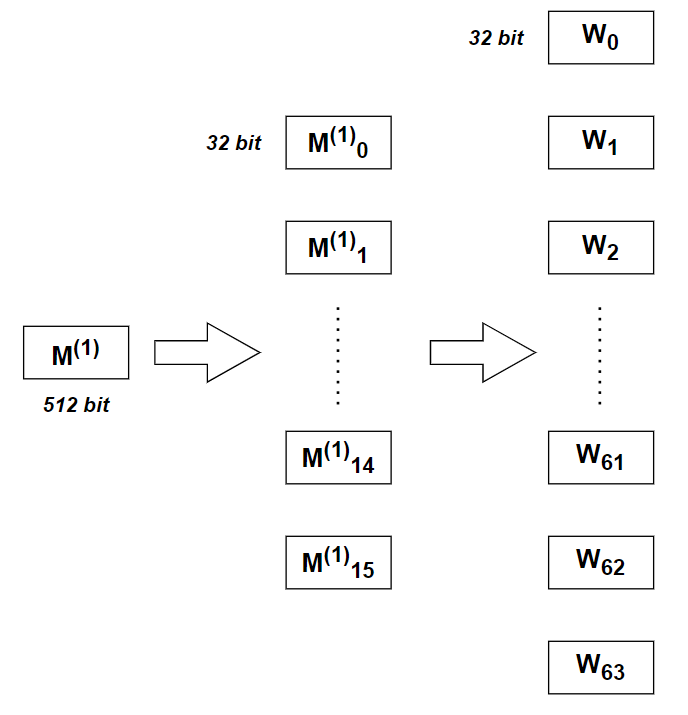 32 bit
W₀
32 bit
M⁽¹⁾₀
W₁
M⁽¹⁾₁
W₂
M⁽¹⁾
512 bit
M⁽¹⁾₁₄
W₆₁
M⁽¹⁾₁₅
W₆₂
W₆₃